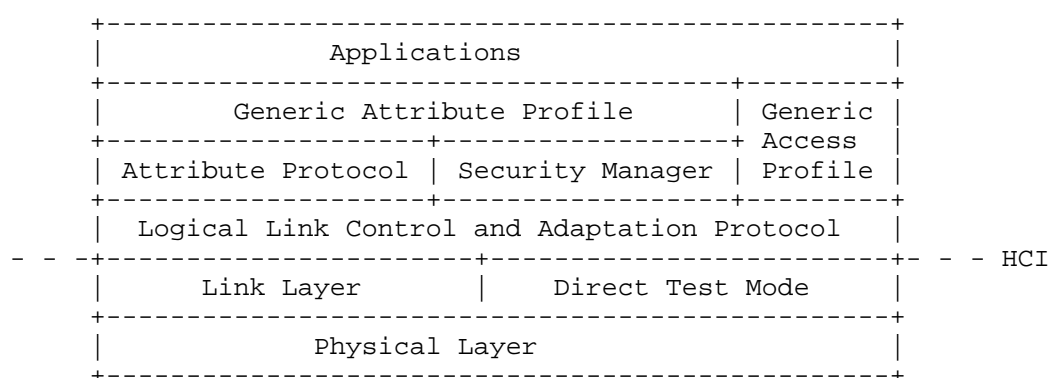 Applications
Generic Attribute Profile | Generic
Access
Attribute Protocol | Security Manager | Profile
Logical Link Control and Adaptation Protocol
HCI
Link Layer | Direct Test Mode
Physical Layer